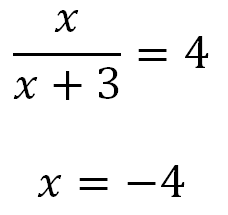 x/(x + 3) = 4
x = −4